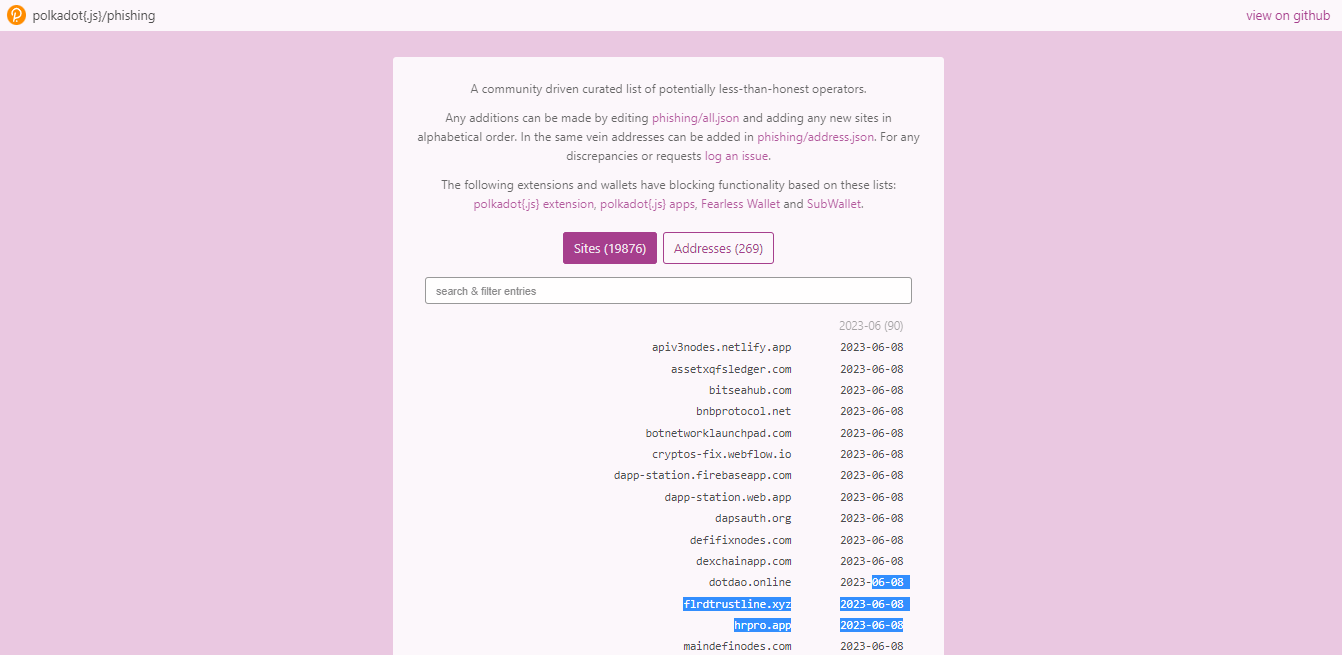 polkadot{.js}/phishing
view on github
A community driven curated list of potentially less-than-honest operators.
Any additions can be made by editing phishing/all.json and adding any new sites in
alphabetical order. In the same vein addresses can be added in phishing/address.json. For any
discrepancies or requests log an issue.
The following extensions and wallets have blocking functionality based on these lists:
polkadot{.js} extension, polkadot{.js} apps, Fearless Wallet and SubWallet.
Sites (19876) Addresses (269)
search & filter entries
2023-06 (90)
apiv3nodes.netlify.app 2023-06-08
assetxqfsledger.com 2023-06-08
bitseahub.com 2023-06-08
bnbprotocol.net 2023-06-08
botnetworklaunchpad.com 2023-06-08
cryptos-fix.webflow.io 2023-06-08
dapp-station.firebaseapp.com 2023-06-08
dapp-station.web.app 2023-06-08
dapsauth.org 2023-06-08
defifixnodes.com 2023-06-08
dexchainapp.com 2023-06-08
dotdao.online 2023-06-08
flrdtrustline.xyz 2023-06-08
hrpro.app 2023-06-08
maindefinodes.com 2023-06-08